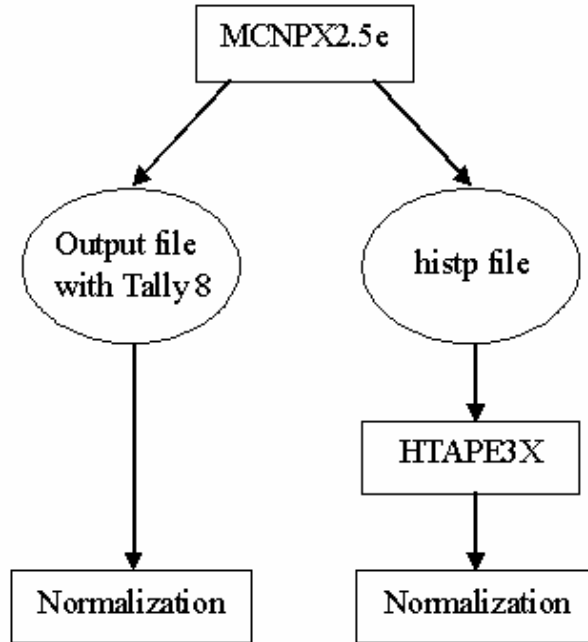 MCNPX2.5e
Output file
with Tally 8
histp file
HTAPE3X
Normalization
Normalization